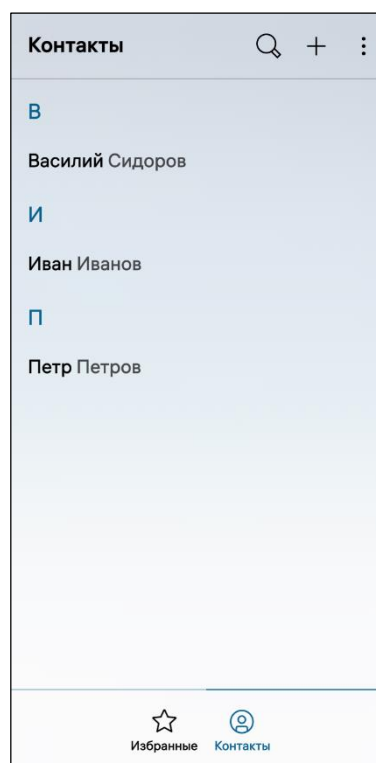 Контакты
В
Василий Сидоров
И
Иван Иванов
П
Петр Петров
Избранные Контакты